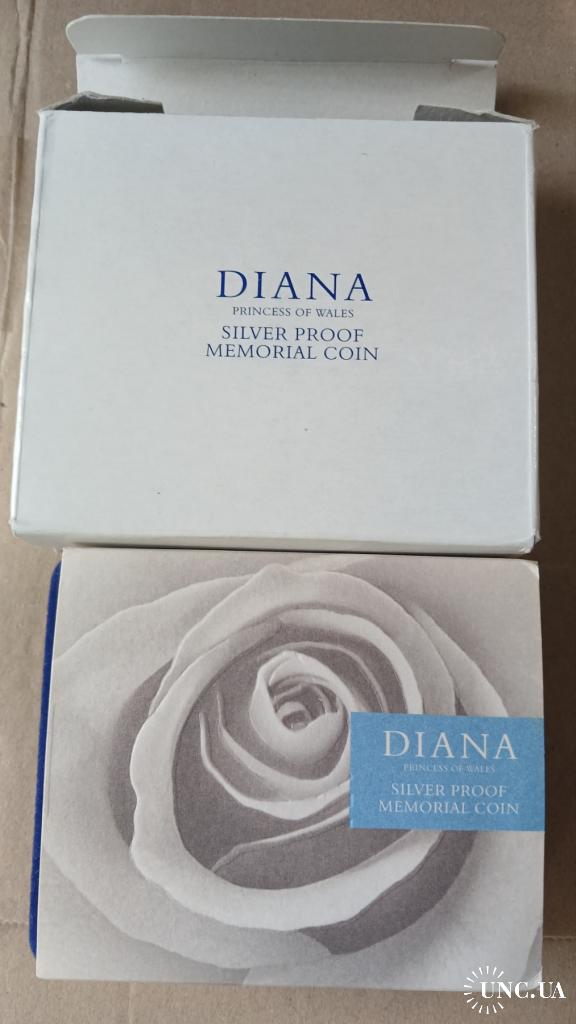 DIANA
PRINCESS OF WALES
SILVER PROOF
MEMORIAL COIN
DIANA
PRINCESS OF WALES
SILVER PROOF
MEMORIAL COIN
UNC.UA